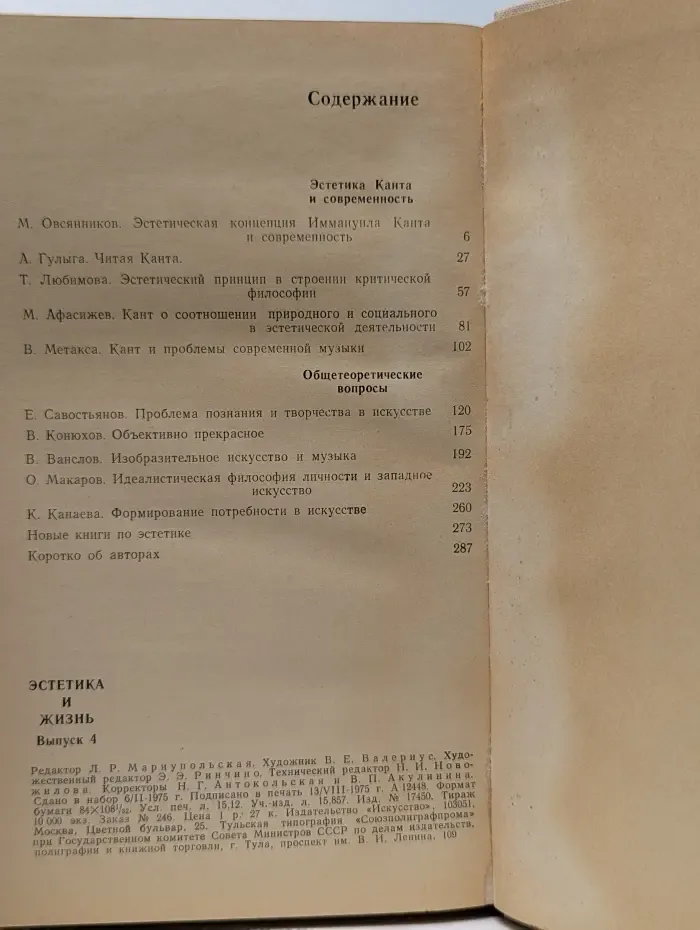 Содержание
Эстетика Канта
и современность
М. Овсянников. Эстетическая концепция Иммануила Канта
и современность 6
А. Гулыга. Читая Канта. 27
Т. Любимова. Эстетический принцип в строении критической
философии 57
М. Афасижев. Кант о соотношении природного и социального
в эстетической деятельности 81
В. Метакса. Кант и проблемы современной музыки 102
Общетеоретические
вопросы
Е. Савостьянов. Проблема познания и творчества в искусстве 120
В. Конюхов. Объективно прекрасное 175
В. Ванслов. Изобразительное искусство и музыка 192
О. Макаров. Идеалистическая философия личности и западное
искусство 223
К. Канаева. Формирование потребности в искусстве 260
Новые книги по эстетике 273
Коротко об авторах 287
ЭСТЕТИКА
И
ЖИЗНЬ
Выпуск 4
Редактор Л. Р. Мариупольская. Художник В. Е. Валериус. Худо-
жественный редактор Э. Э. Ринчино. Технический редактор Н. И. Ново-
жилова. Корректоры Н. Г. Антокольская и В. П. Акулинина.
Сдано в набор 6/II-1975 г. Подписано в печать 13/VIII-1975 г. А 12448. Формат
бумаги 84×108¹/₃₂. Усл. печ. л. 15,12. Уч.-изд. л. 15,857. Изд. № 17450. Тираж
10 000 экз. Заказ № 246. Цена 1 р. 27 к. Издательство «Искусство», 103051,
Москва, Цветной бульвар, 25. Тульская типография «Союзполиграфпрома»
при Государственном комитете Совета Министров СССР по делам издательств,
полиграфии и книжной торговли, г. Тула, проспект им. В. И. Ленина, 109